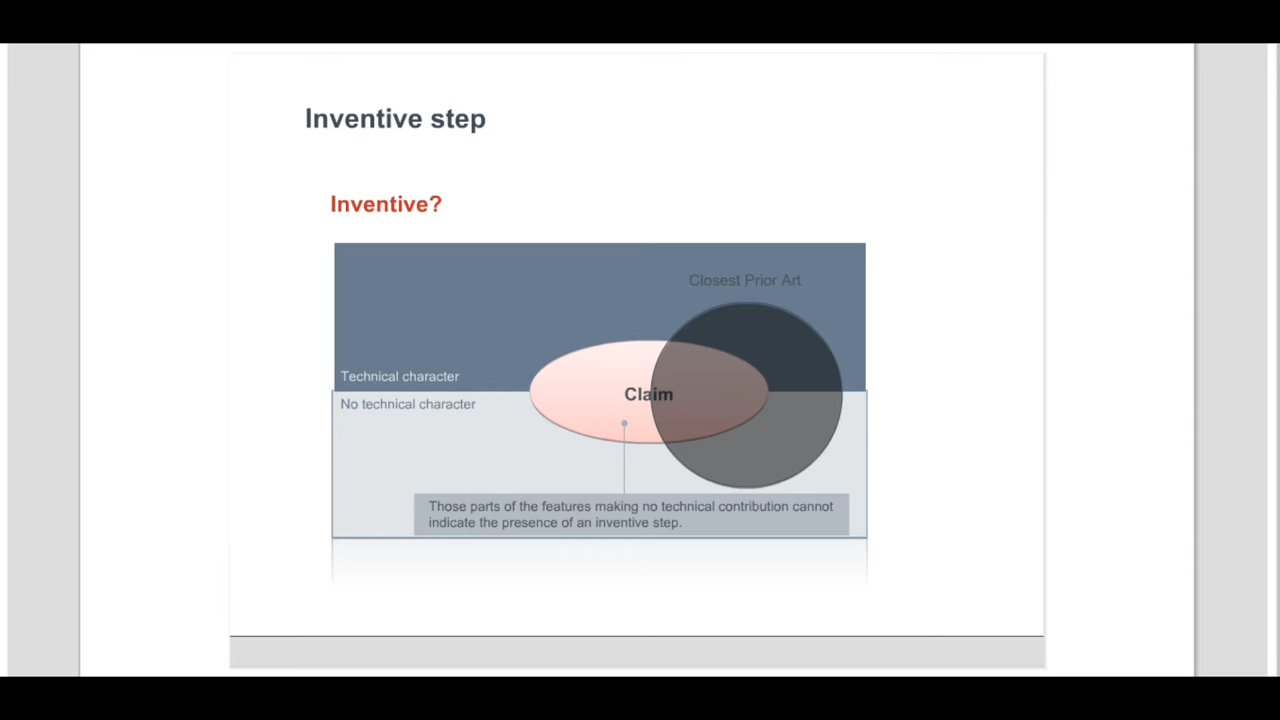 Inventive step
Inventive?
Closest Prior Art
Technical character
Claim
No technical character
Those parts of the features making no technical contribution cannot
indicate the presence of an inventive step.